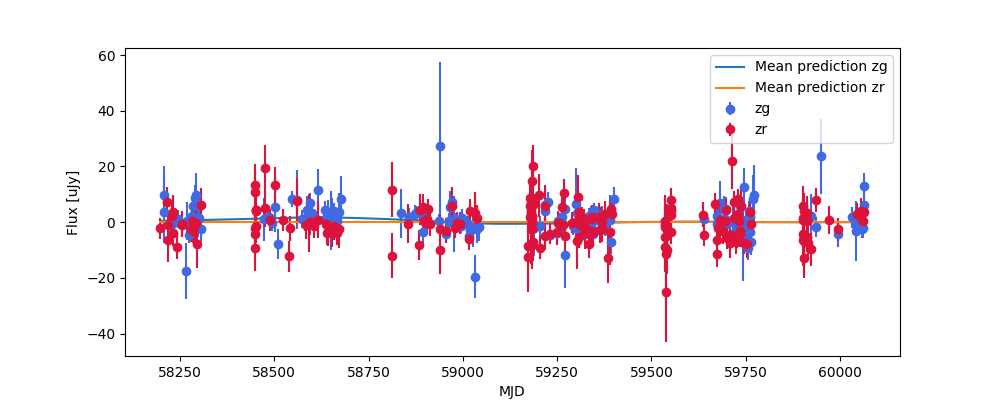 60
40
20
0
−20
−40
Flux [uJy]
58250
58500
58750
59000
59250
59500
59750
60000
MJD
Mean prediction zg
Mean prediction zr
zg
zr